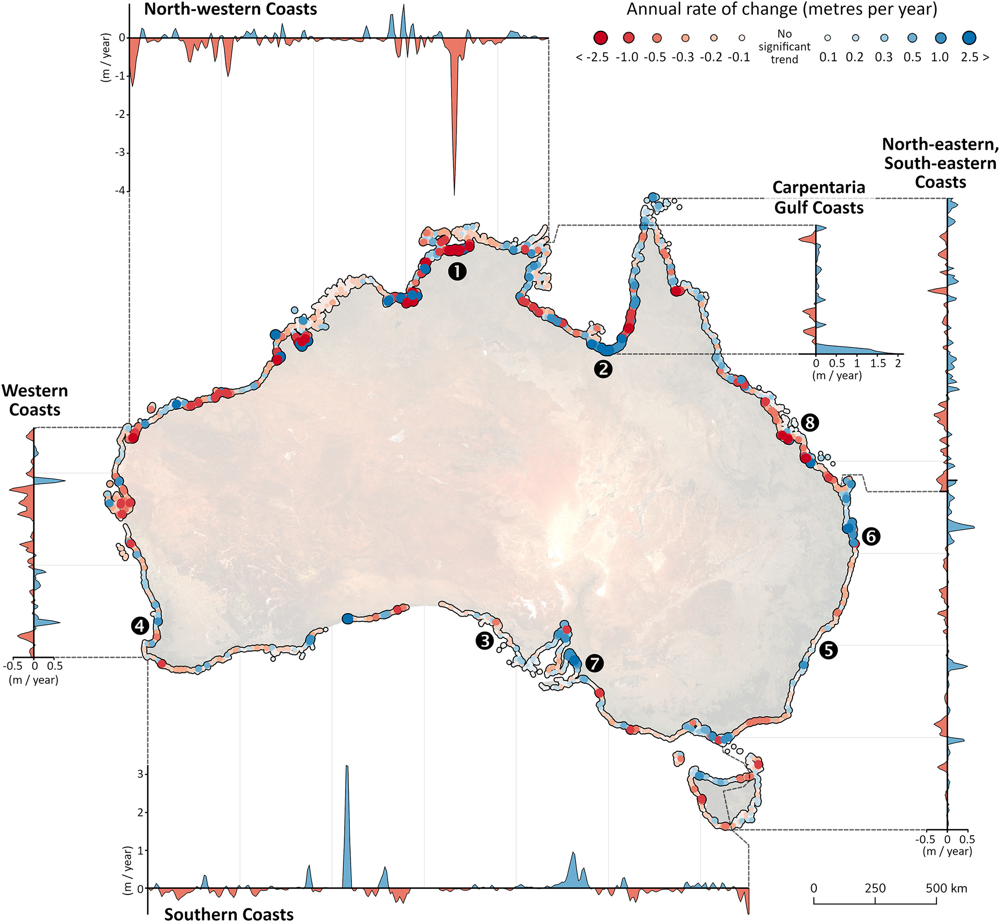 North-western Coasts
Annual rate of change (metres per year)
No
significant
trend
< -2.5 -1.0 -0.5 -0.3 -0.2 -0.1
0.1 0.2 0.3 0.5 1.0 2.5 >
(m / year)
0
-1
-2
-3
-4
North-eastern,
South-eastern
Coasts
Carpentaria
Gulf Coasts
0 0.5 1 1.5 2
(m / year)
1
2
Western
Coasts
8
6
4
3
5
7
-0.5 0 0.5
(m / year)
3
2
1
0
(m / year)
-0.5 0 0.5
(m / year)
0 250 500 km
Southern Coasts